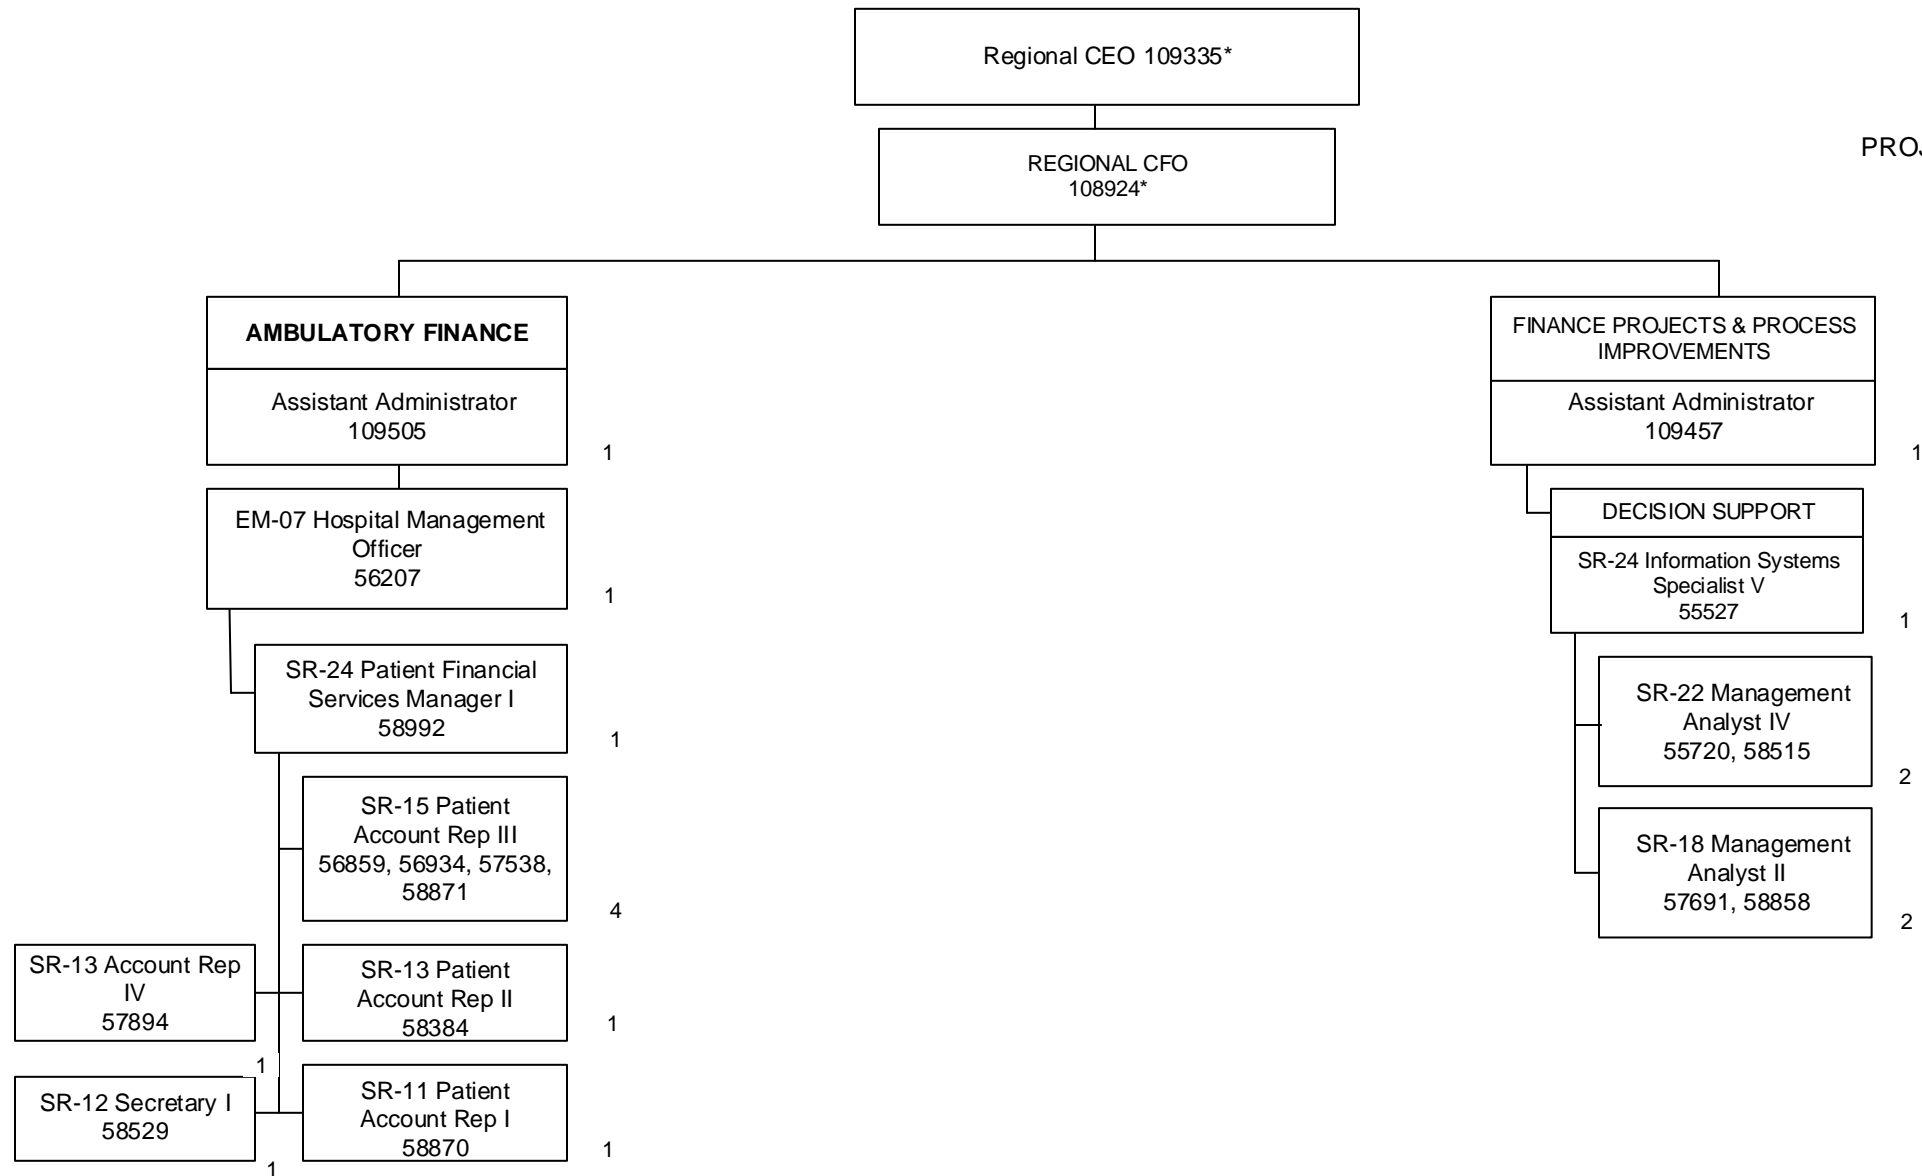 Regional CEO 109335*
REGIONAL CFO
108924*
PROJ
AMBULATORY FINANCE
Assistant Administrator
109505
1
EM-07 Hospital Management
Officer
56207
1
SR-24 Patient Financial
Services Manager I
58992
1
SR-15 Patient
Account Rep III
56859, 56934, 57538,
58871
4
SR-13 Account Rep
IV
57894
1
SR-13 Patient
Account Rep II
58384
1
SR-12 Secretary I
58529
1
SR-11 Patient
Account Rep I
58870
1
FINANCE PROJECTS & PROCESS
IMPROVEMENTS
Assistant Administrator
109457
1
DECISION SUPPORT
SR-24 Information Systems
Specialist V
55527
1
SR-22 Management
Analyst IV
55720, 58515
2
SR-18 Management
Analyst II
57691, 58858
2